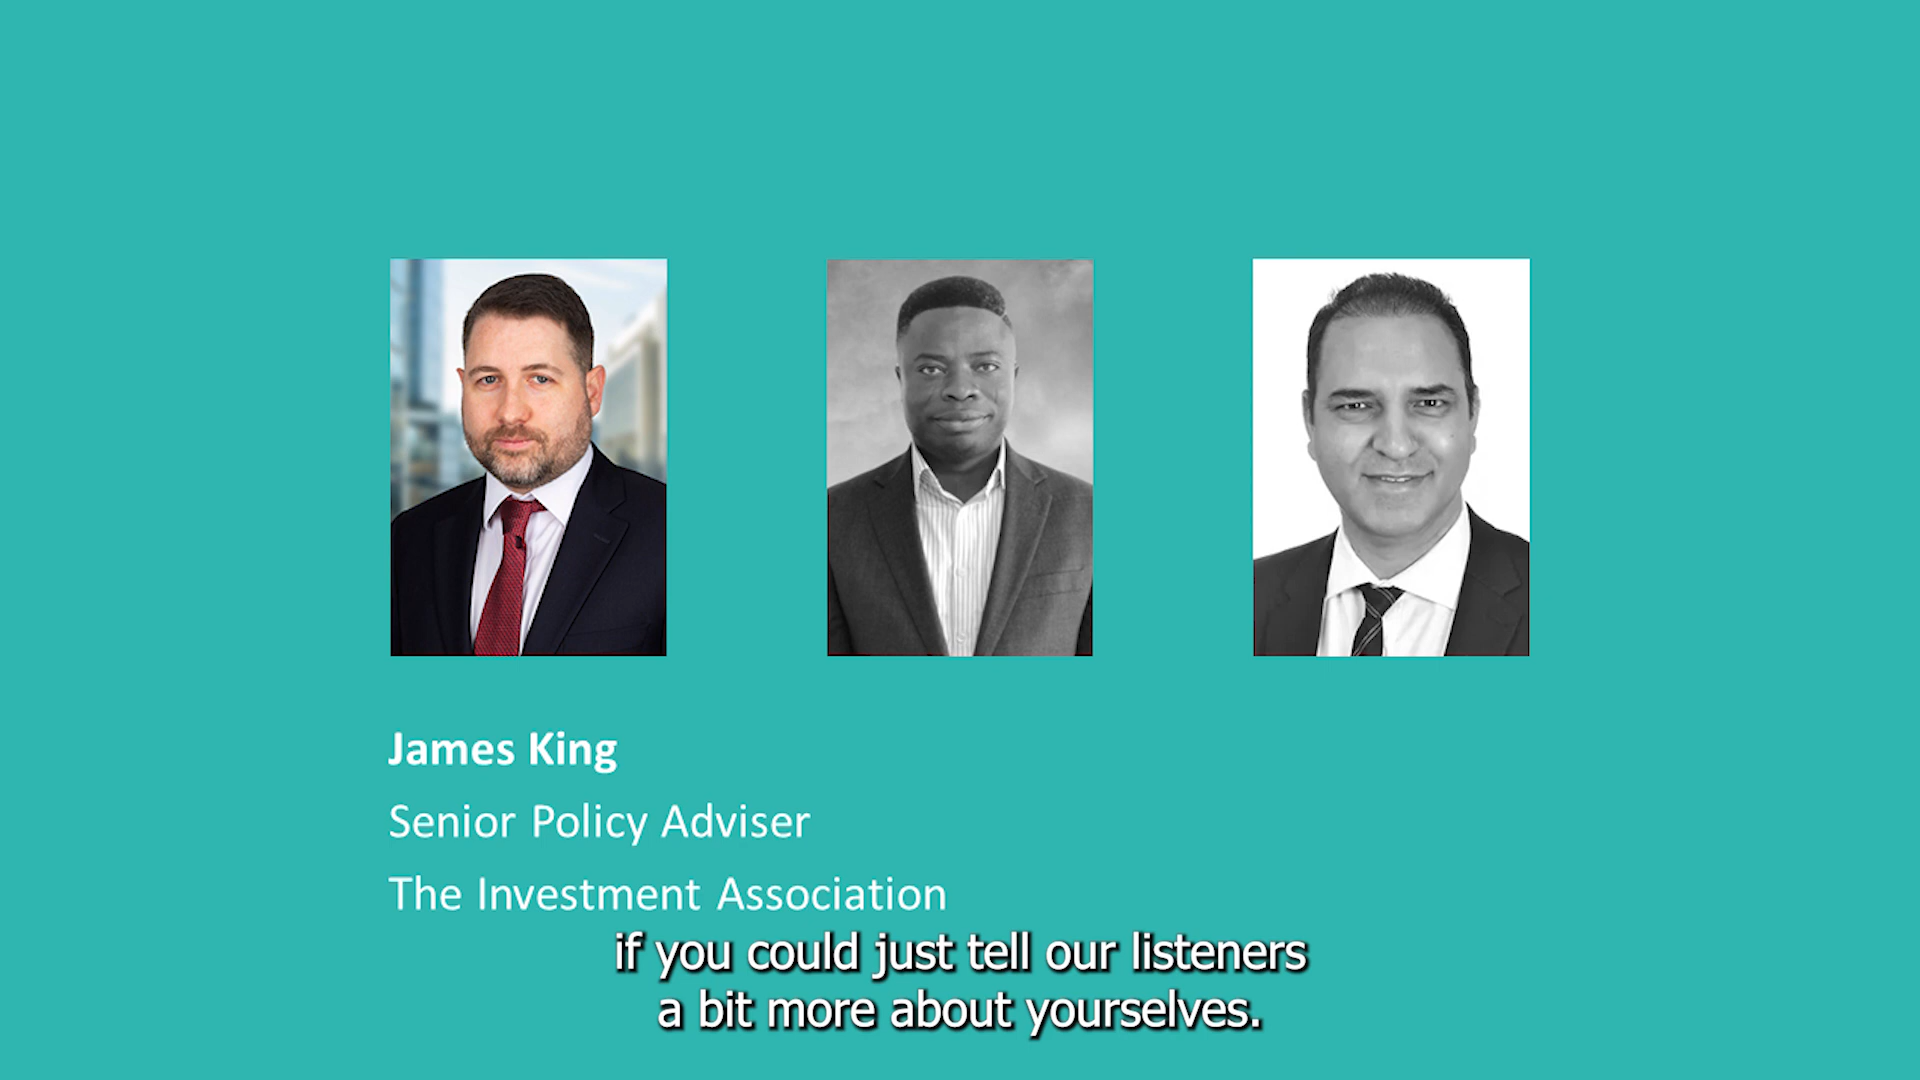 James King
Senior Policy Adviser
The Investment Association
if you could just tell our listeners
a bit more about yourselves.